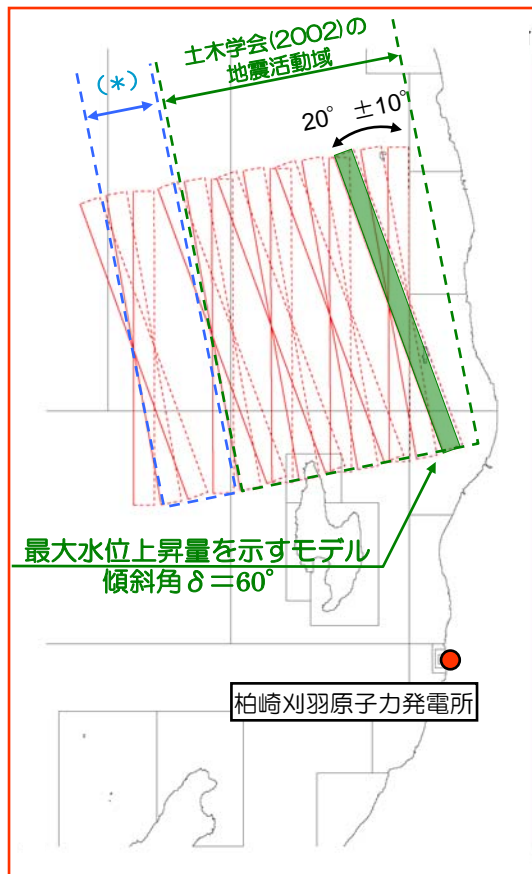 土木学会(2002)の
地震活動域
(*)
20° ±10°
最大水位上昇量を示すモデル
傾斜角δ=60°
柏崎刈羽原子力発電所